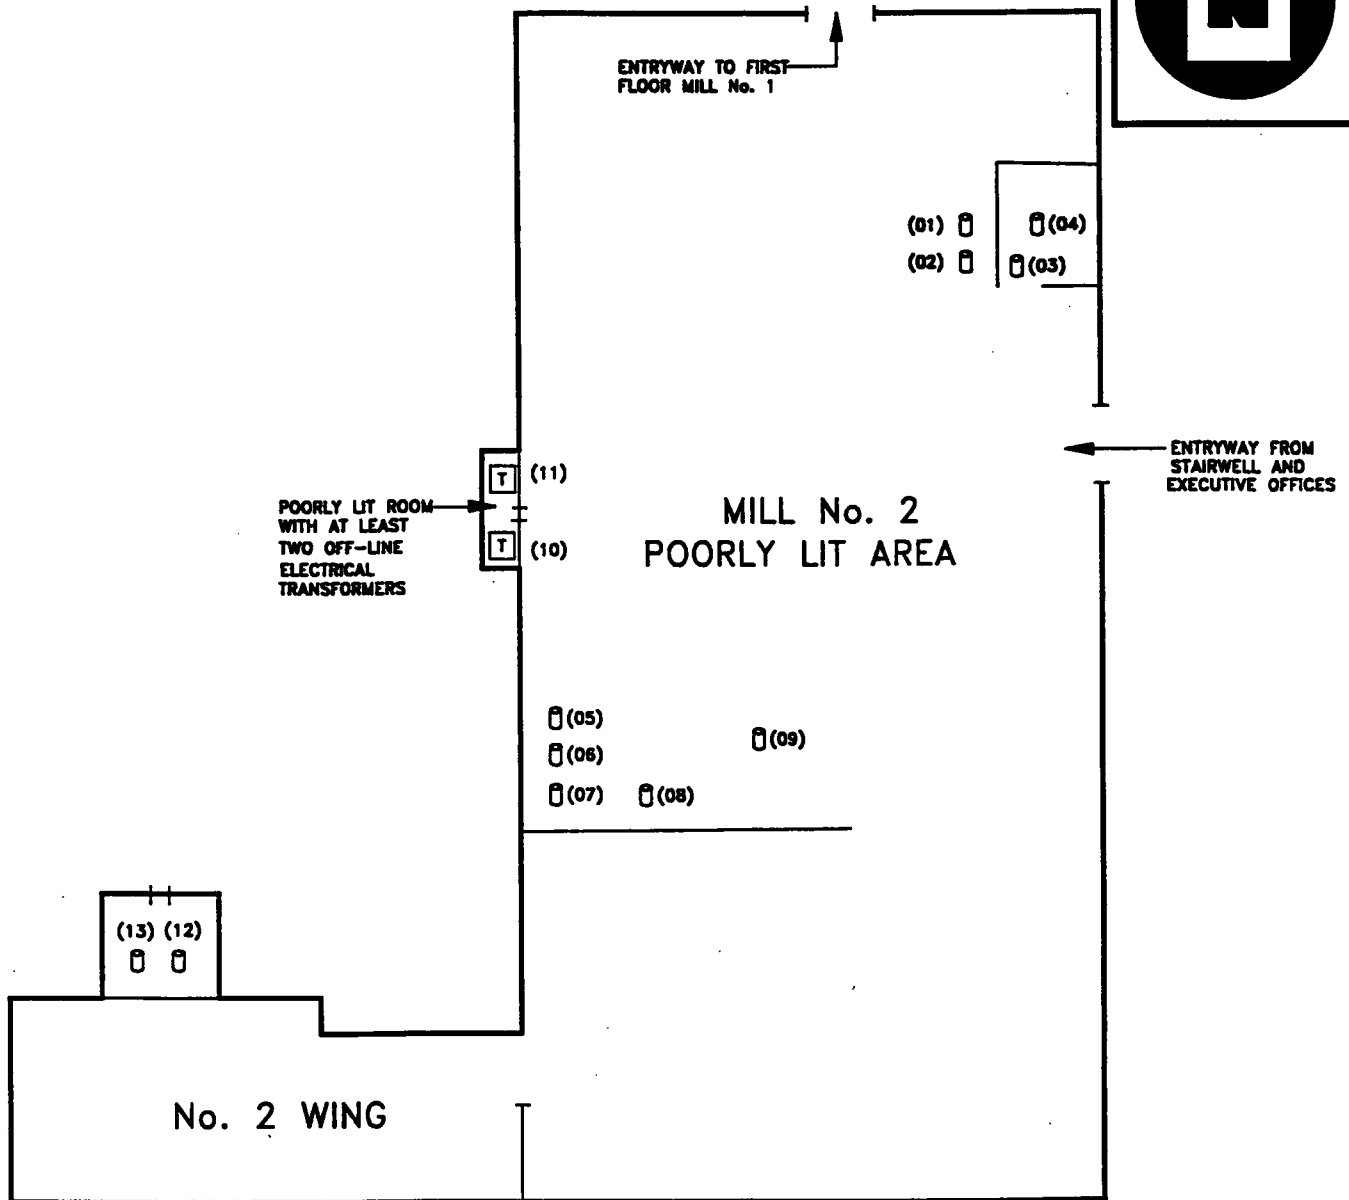 N
ENTRYWAY TO FIRST
FLOOR MILL No. 1
(01)
(04)
(02)
(03)
ENTRYWAY FROM
STAIRWELL AND
EXECUTIVE OFFICES
T
(11)
POORLY LIT ROOM
WITH AT LEAST
TWO OFF-LINE
ELECTRICAL
TRANSFORMERS
T
(10)
MILL No. 2
POORLY LIT AREA
(05)
(06)
(09)
(07)
(08)
(13) (12)
No. 2 WING